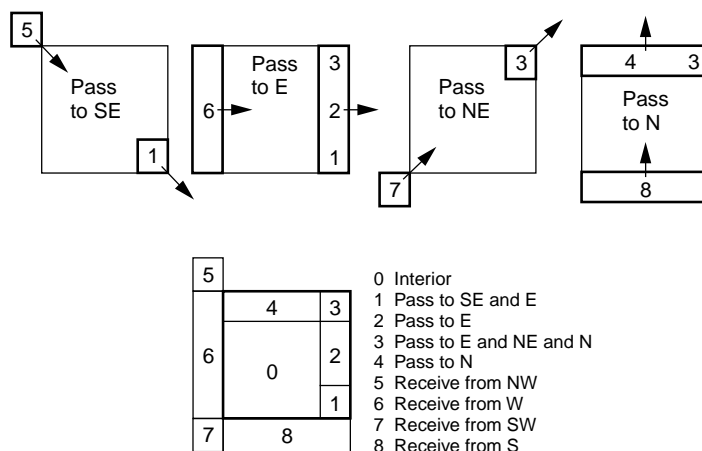 5
Pass
to SE
1
6
Pass
to E
3
2
1
3
Pass
to NE
7
4 3
Pass
to N
8
5
4 3
6 2
0
1
7 8
0 Interior
1 Pass to SE and E
2 Pass to E
3 Pass to E and NE and N
4 Pass to N
5 Receive from NW
6 Receive from W
7 Receive from SW
8 Receive from S